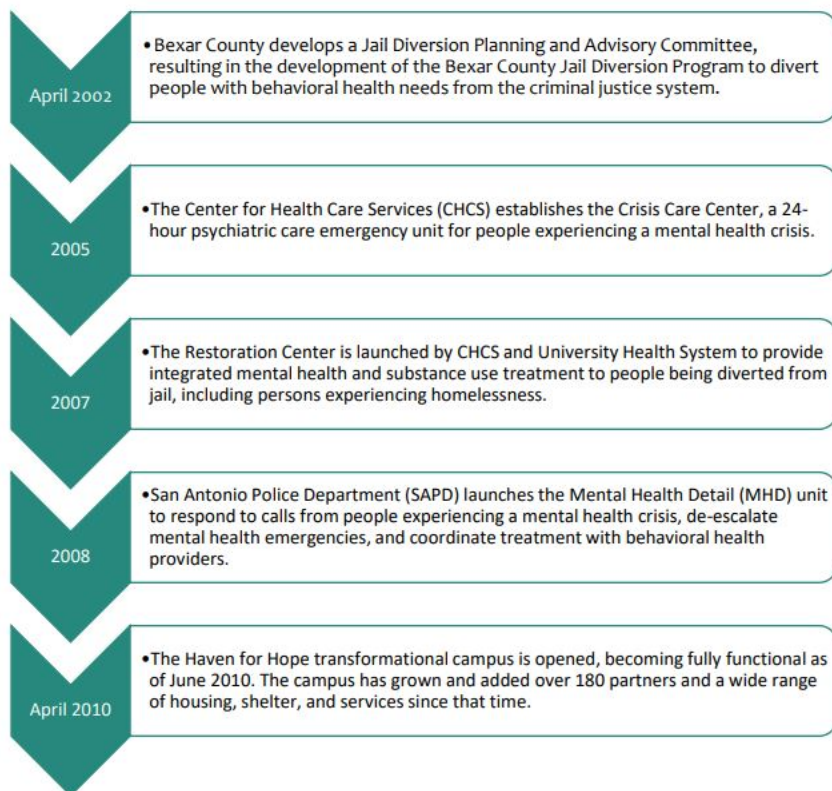 April 2002
•Bexar County develops a Jail Diversion Planning and Advisory Committee,
resulting in the development of the Bexar County Jail Diversion Program to divert
people with behavioral health needs from the criminal justice system.
2005
•The Center for Health Care Services (CHCS) establishes the Crisis Care Center, a 24-
hour psychiatric care emergency unit for people experiencing a mental health crisis.
2007
•The Restoration Center is launched by CHCS and University Health System to provide
integrated mental health and substance use treatment to people being diverted from
jail, including persons experiencing homelessness.
2008
•San Antonio Police Department (SAPD) launches the Mental Health Detail (MHD) unit
to respond to calls from people experiencing a mental health crisis, de-escalate
mental health emergencies, and coordinate treatment with behavioral health
providers.
April 2010
•The Haven for Hope transformational campus is opened, becoming fully functional as
of June 2010. The campus has grown and added over 180 partners and a wide range
of housing, shelter, and services since that time.